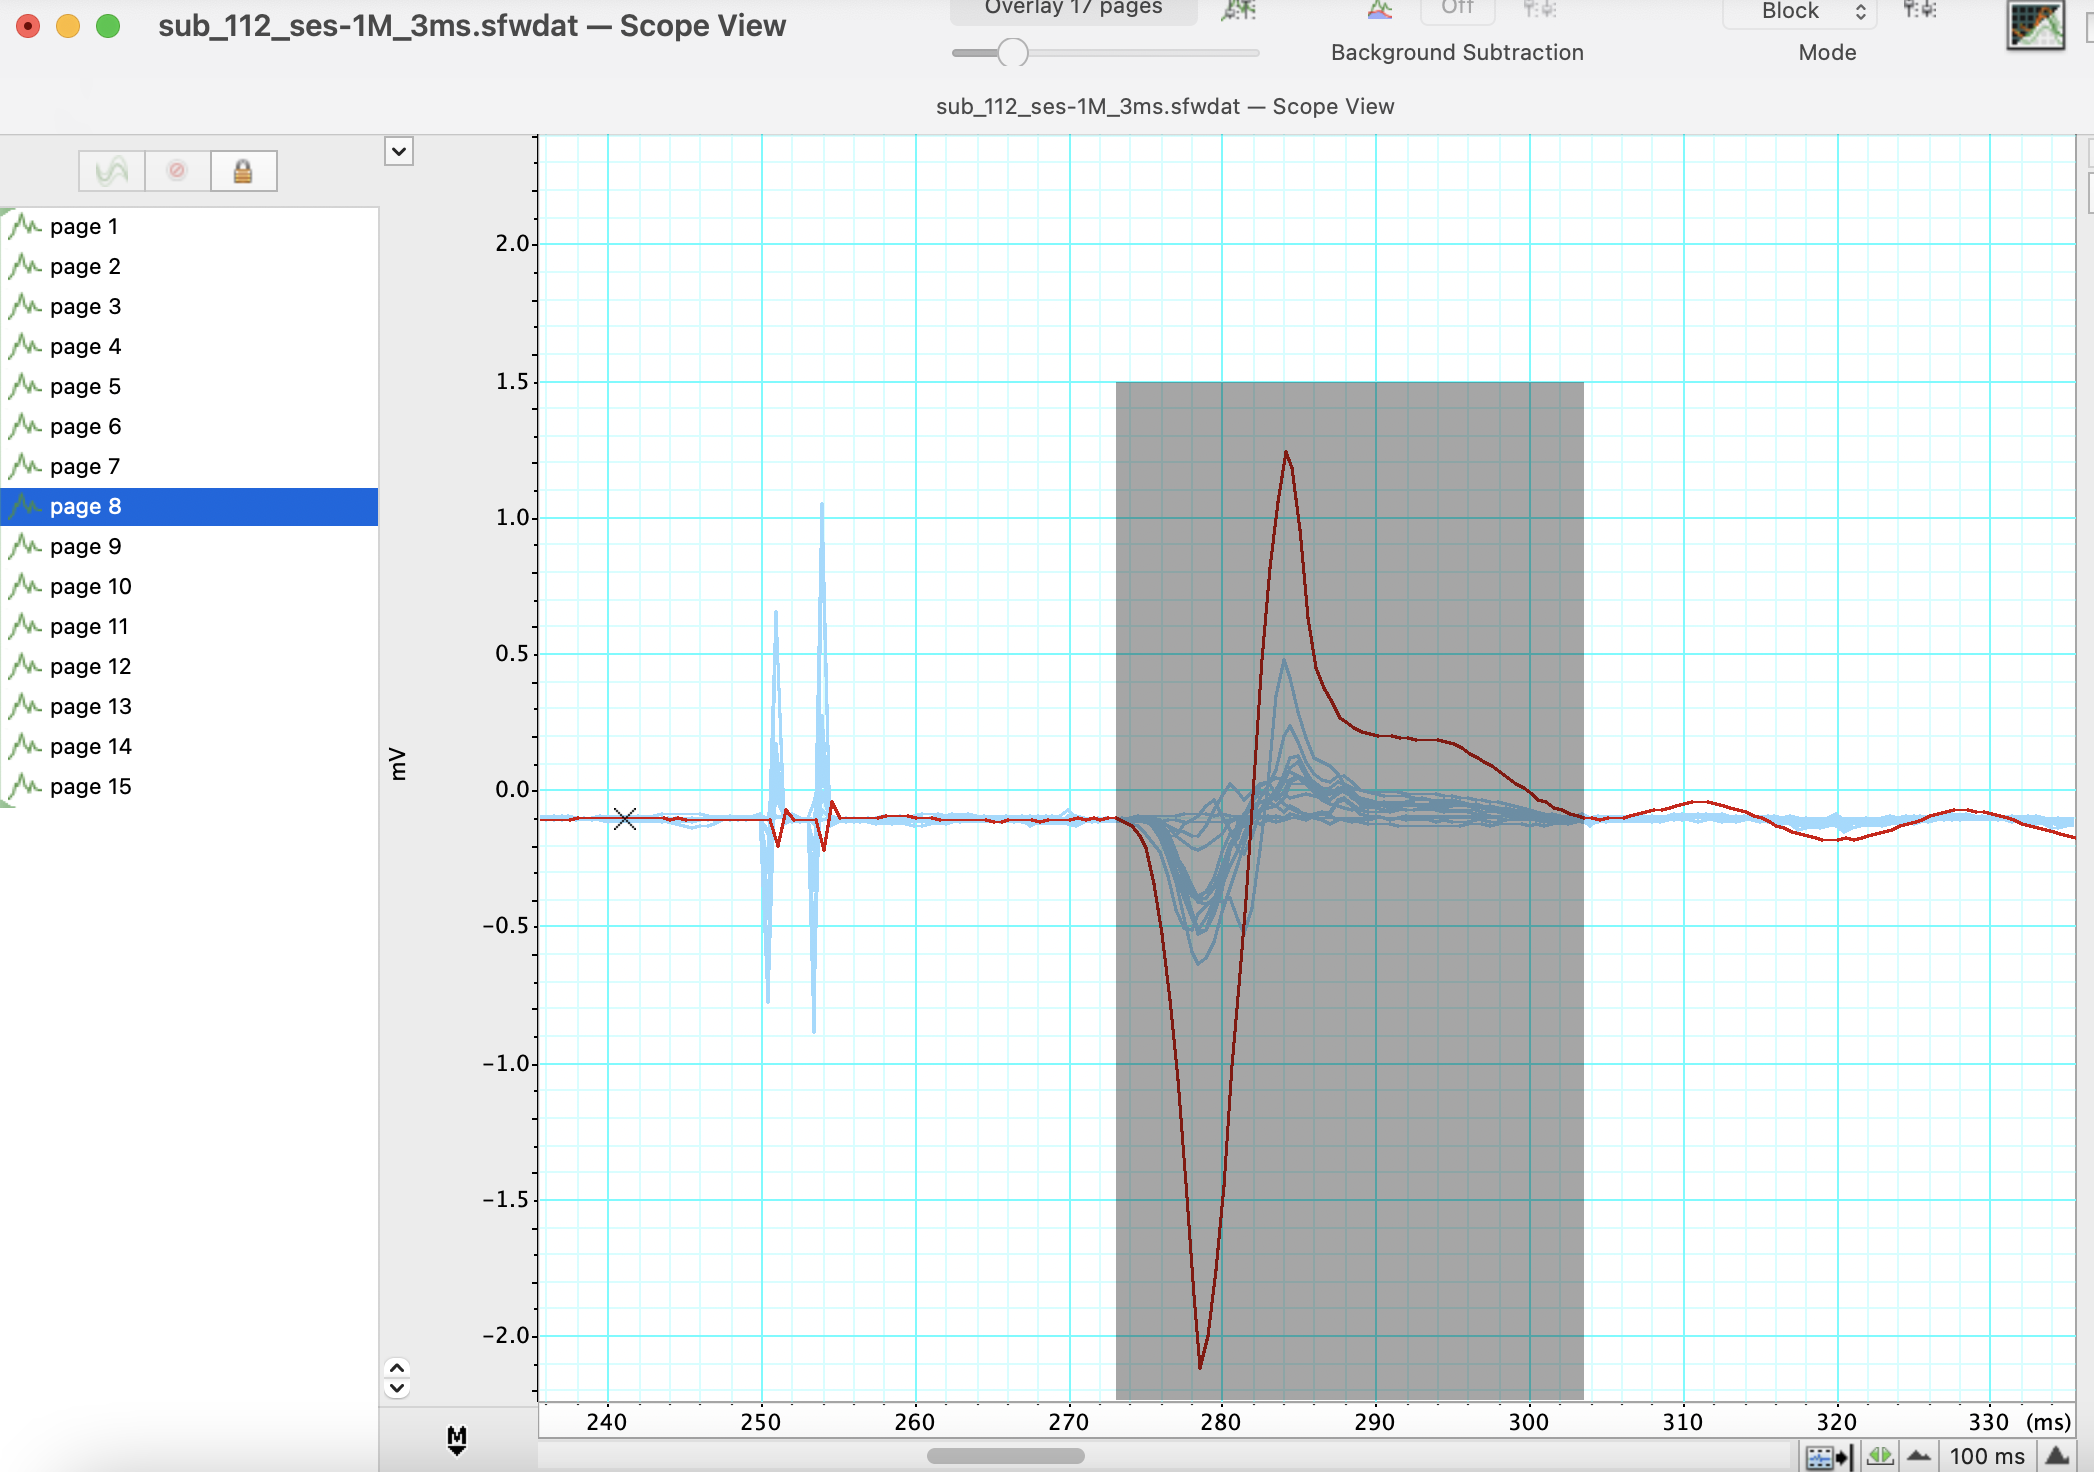 sub_112_ses-1M_3ms.sfwdat — Scope View
Overlay 17 pages
Off
Block
Background Subtraction
Mode
sub_112_ses-1M_3ms.sfwdat — Scope View
page 1
page 2
page 3
page 4
page 5
page 6
page 7
page 8
page 9
page 10
page 11
page 12
page 13
page 14
page 15
mV
2.0
1.5
1.0
0.5
0.0
−0.5
−1.0
−1.5
−2.0
240 250 260 270 280 290 300 310 320 330 (ms)
M
100 ms